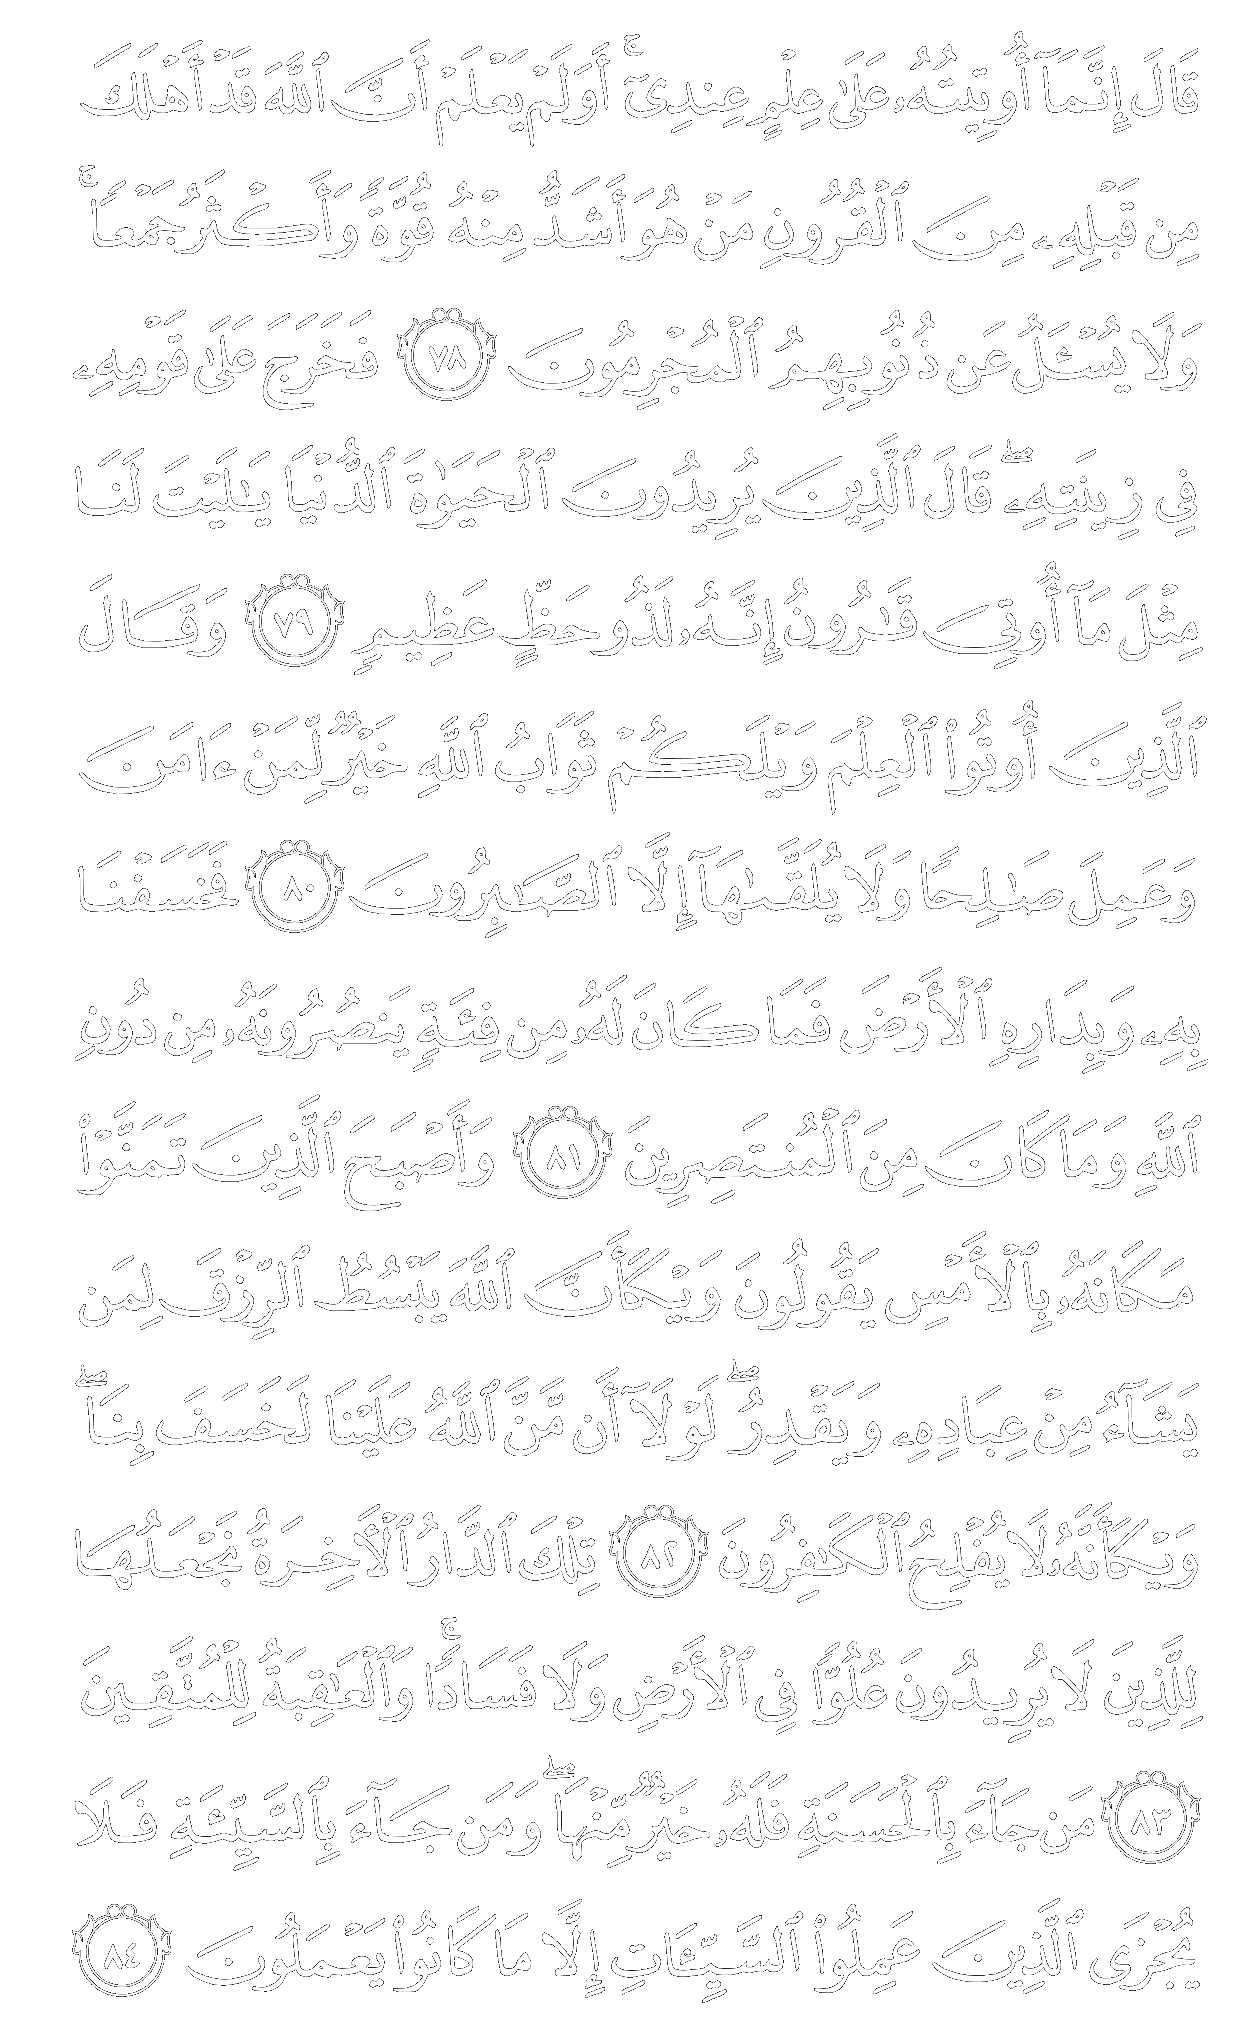 قَالَ إِنَّمَآ أُوتِيتُهُۥ عَلَىٰ عِلْمٍ عِندِىٓ ۚ أَوَلَمْ يَعْلَمْ أَنَّ ٱللَّهَ قَدْ أَهْلَكَ
مِن قَبْلِهِۦ مِنَ ٱلْقُرُونِ مَنْ هُوَ أَشَدُّ مِنْهُ قُوَّةً وَأَكْثَرُ جَمْعًا ۚ
وَلَا يُسْـَٔلُ عَن ذُنُوبِهِمُ ٱلْمُجْرِمُونَ ٧٨ فَخَرَجَ عَلَىٰ قَوْمِهِۦ
فِى زِينَتِهِۦ ۖ قَالَ ٱلَّذِينَ يُرِيدُونَ ٱلْحَيَوٰةَ ٱلدُّنْيَا يَـٰلَيْتَ لَنَا
مِثْلَ مَآ أُوتِىَ قَـٰرُونُ إِنَّهُۥ لَذُو حَظٍّ عَظِيمٍ ٧٩ وَقَالَ
ٱلَّذِينَ أُوتُوا۟ ٱلْعِلْمَ وَيْلَكُمْ ثَوَابُ ٱللَّهِ خَيْرٌ لِّمَنْ ءَامَنَ
وَعَمِلَ صَـٰلِحًا وَلَا يُلَقَّىٰهَآ إِلَّا ٱلصَّـٰبِرُونَ ٨٠ فَخَسَفْنَا
بِهِۦ وَبِدَارِهِ ٱلْأَرْضَ فَمَا كَانَ لَهُۥ مِن فِئَةٍ يَنصُرُونَهُۥ مِن دُونِ
ٱللَّهِ وَمَا كَانَ مِنَ ٱلْمُنتَصِرِينَ ٨١ وَأَصْبَحَ ٱلَّذِينَ تَمَنَّوْا۟
مَكَانَهُۥ بِٱلْأَمْسِ يَقُولُونَ وَيْكَأَنَّ ٱللَّهَ يَبْسُطُ ٱلرِّزْقَ لِمَن
يَشَآءُ مِنْ عِبَادِهِۦ وَيَقْدِرُ ۖ لَوْلَآ أَن مَّنَّ ٱللَّهُ عَلَيْنَا لَخَسَفَ بِنَا ۖ
وَيْكَأَنَّهُۥ لَا يُفْلِحُ ٱلْكَـٰفِرُونَ ٨٢ تِلْكَ ٱلدَّارُ ٱلْـَٔاخِرَةُ نَجْعَلُهَا
لِلَّذِينَ لَا يُرِيدُونَ عُلُوًّا فِى ٱلْأَرْضِ وَلَا فَسَادًا ۚ وَٱلْعَـٰقِبَةُ لِلْمُتَّقِينَ
٨٣ مَن جَآءَ بِٱلْحَسَنَةِ فَلَهُۥ خَيْرٌ مِّنْهَا ۖ وَمَن جَآءَ بِٱلسَّيِّئَةِ فَلَا
يُجْزَى ٱلَّذِينَ عَمِلُوا۟ ٱلسَّيِّـَٔاتِ إِلَّا مَا كَانُوا۟ يَعْمَلُونَ ٨٤